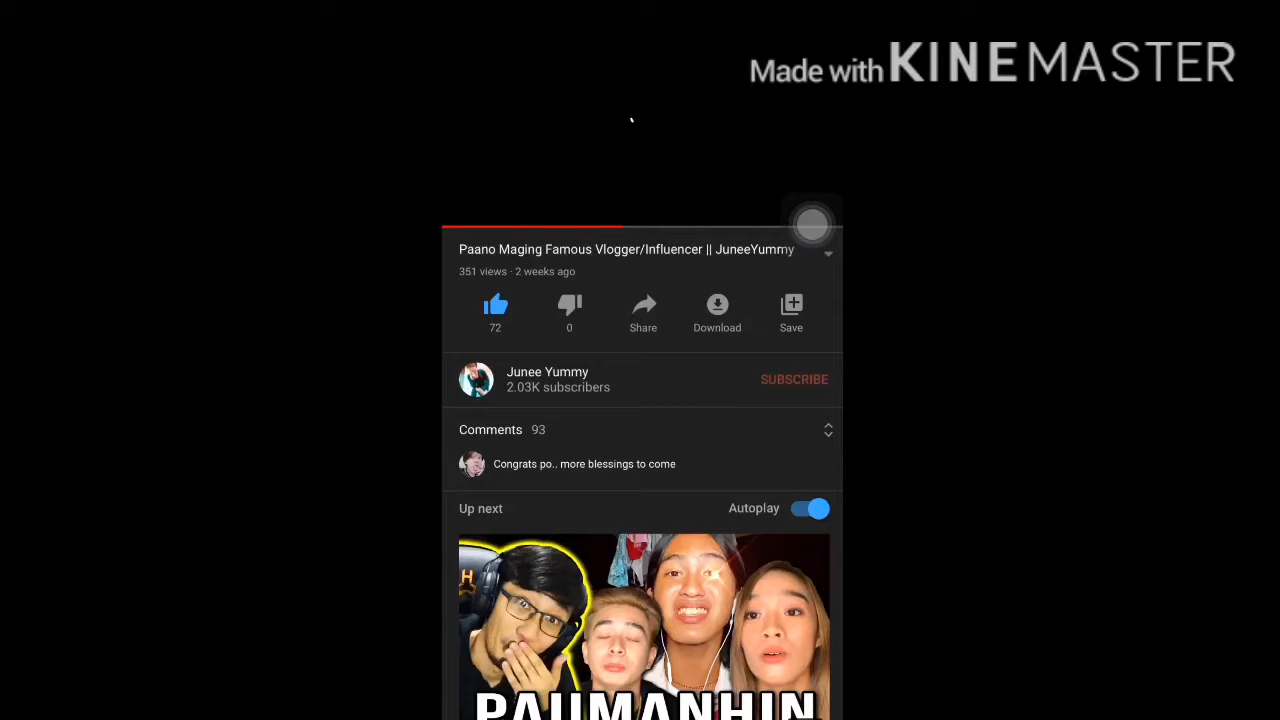 Made with KINEMASTER
Paano Maging Famous Vlogger/Influencer || JuneeYummy
351 views · 2 weeks ago
72
0
Share
Download
Save
Junee Yummy
2.03K subscribers
SUBSCRIBE
Comments 93
Congrats po.. more blessings to come
Up next
Autoplay
H
PAUMANHIN